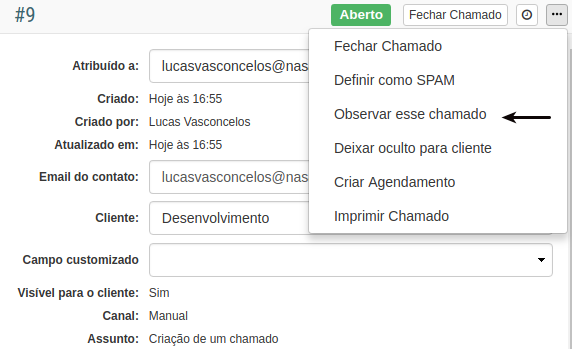 #9 Aberto Fechar Chamado
Fechar Chamado
Definir como SPAM
Observar esse chamado
Deixar oculto para cliente
Criar Agendamento
Imprimir Chamado
Atribuído a: lucasvasconcelos@nas
Criado: Hoje às 16:55
Criado por: Lucas Vasconcelos
Atualizado em: Hoje às 16:55
Email do contato: lucasvasconcelos@nas
Cliente: Desenvolvimento
Campo customizado
Visível para o cliente: Sim
Canal: Manual
Assunto: Criação de um chamado